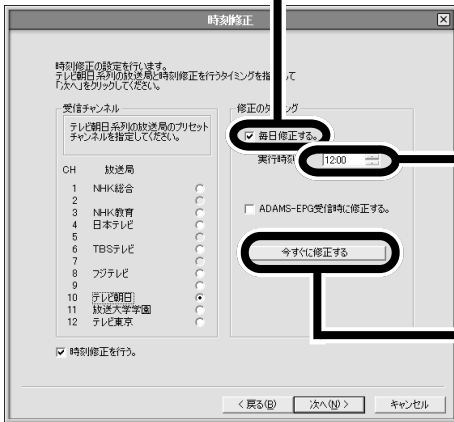 時刻修正
時刻修正の設定を行います。
テレビ朝日系列の放送局と時刻修正を行うタイミングを指 して
「次へ」をクリックしてください。
受信チャンネル
テレビ朝日系列の放送局のプリセット
チャンネルを指定してください。
CH 放送局
1 NHK総合
2
3 NHK教育
4 日本テレビ
5
6 TBSテレビ
7
8 フジテレビ
9
10 テレビ朝日
11 放送大学学園
12 テレビ東京
修正の ング
毎日修正する。
実行時刻 12:00
ADAMS-EPG受信時に修正する。
今すぐに修正する
時刻修正を行う。
< 戻る(B) 次へ(N) > キャンセル